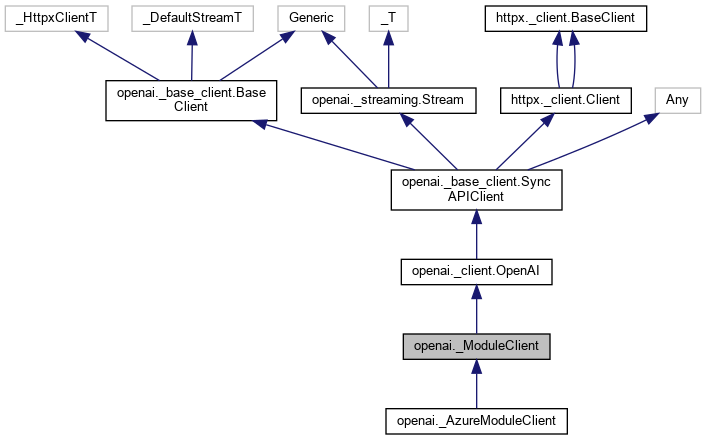 _HttpxClientT
_DefaultStreamT
Generic
_T
httpx._client.BaseClient
openai._base_client.Base
Client
openai._streaming.Stream
httpx._client.Client
Any
openai._base_client.Sync
APIClient
openai._client.OpenAI
openai._ModuleClient
openai._AzureModuleClient